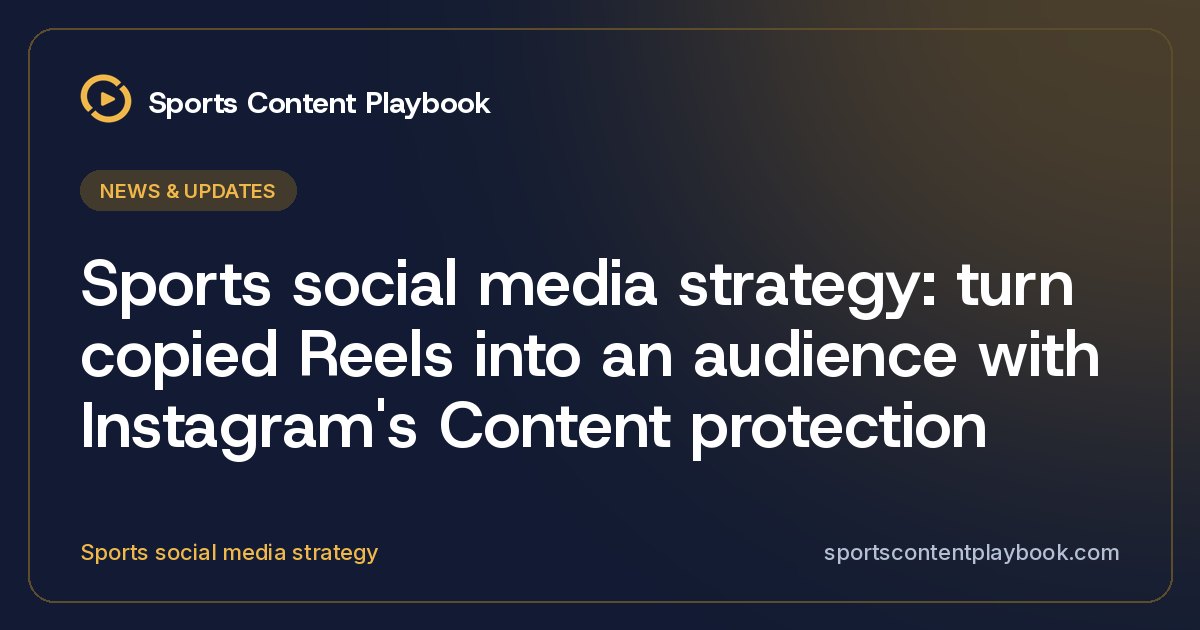 Sports Content Playbook
NEWS & UPDATES
Sports social media strategy: turn
copied Reels into an audience with
Instagram's Content protection
Sports social media strategy
sportscontentplaybook.com